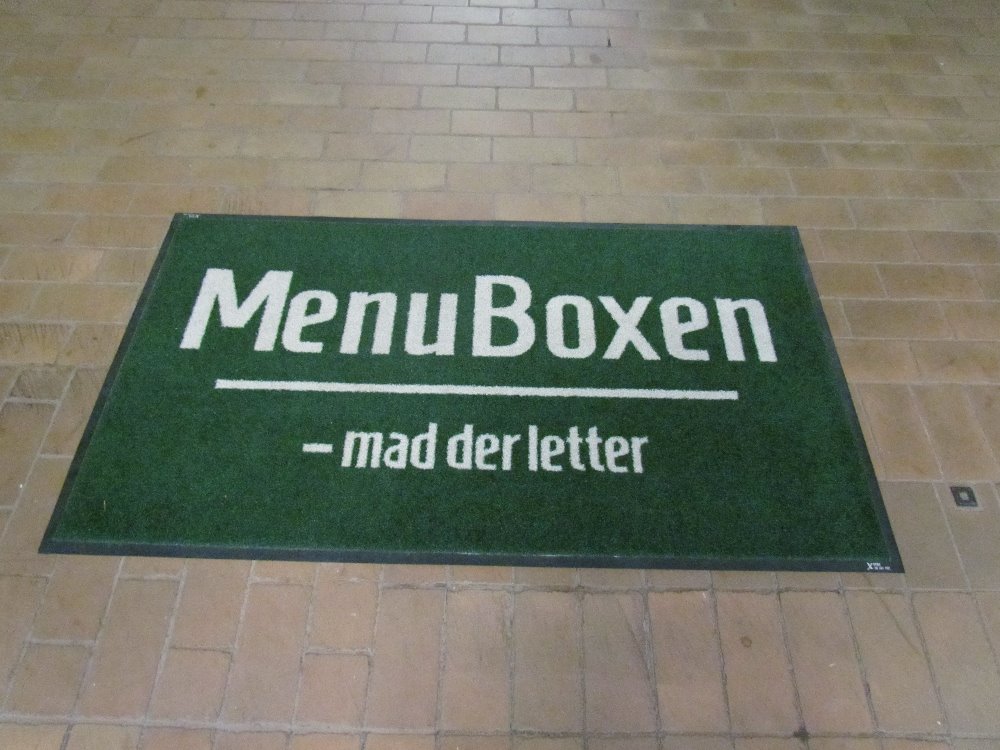 MenuBoxen
– mad der letter